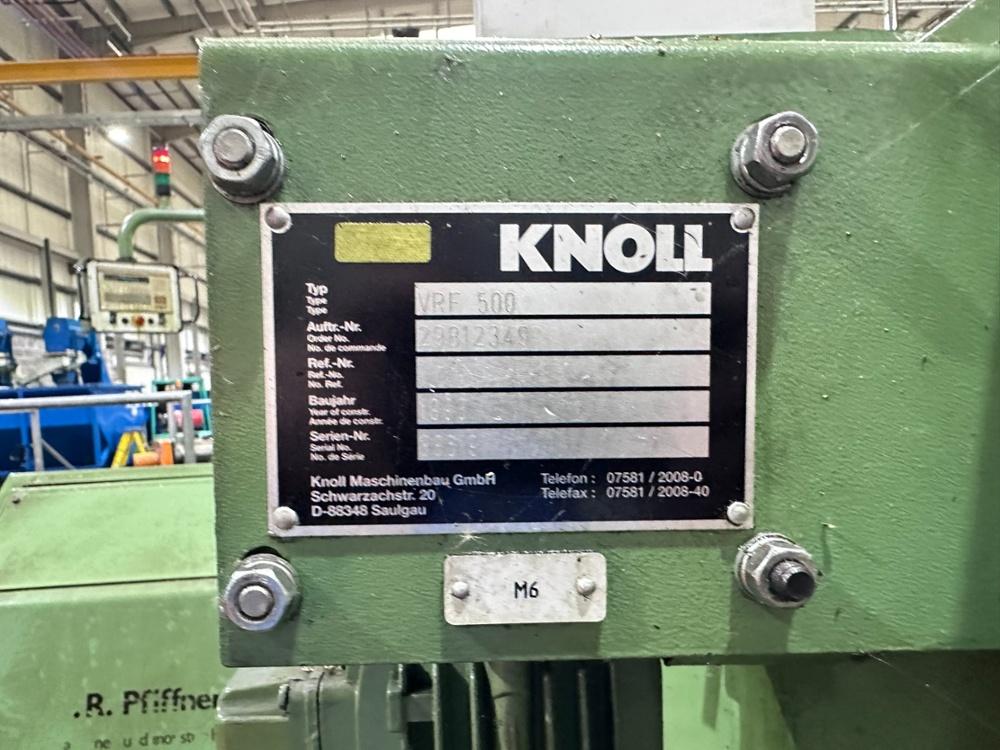 KNOLL
Typ
Type
Type
VRF 500
Auftr.-Nr.
Order No.
No. de commande
29812349
Ref.-Nr.
Ref.-No.
No. Ref.
Baujahr
Year of constr.
Année de constr.
Serien-Nr.
Serial No.
No. de Série
Knoll Maschinenbau GmbH
Schwarzachstr. 20
D-88348 Saulgau
Telefon : 07581 / 2008-0
Telefax : 07581 / 2008-40
M6
.R. Pfiffner